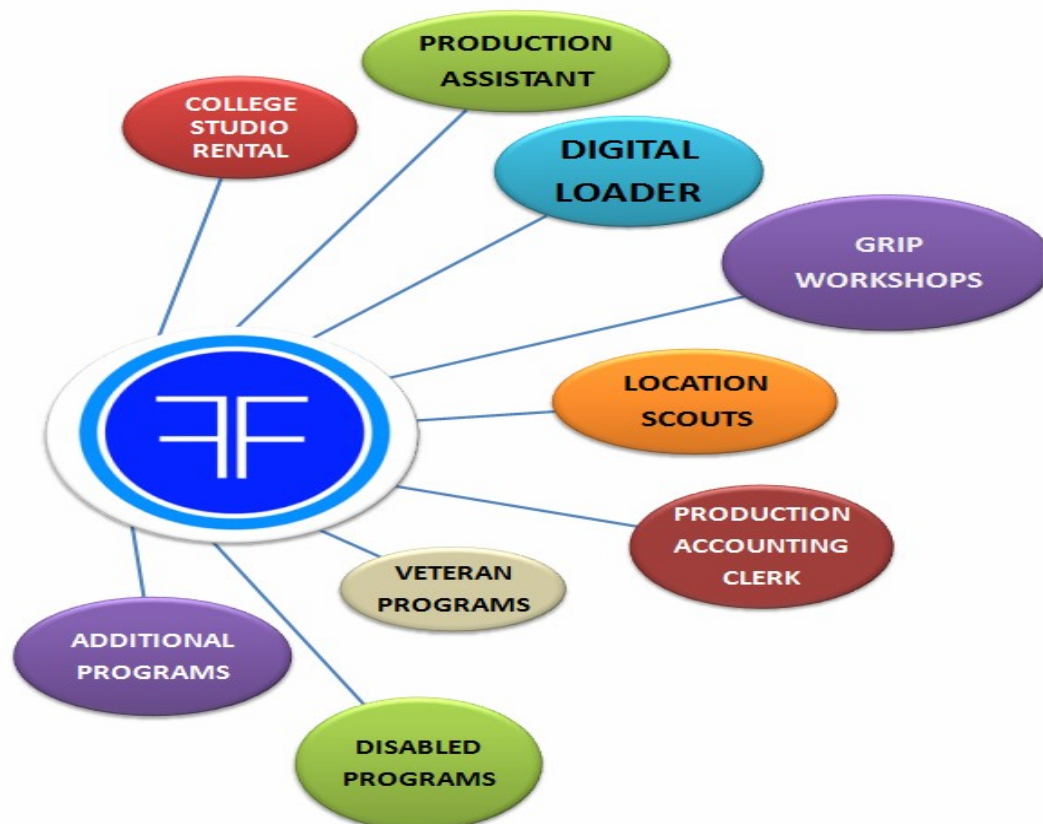 PRODUCTION
ASSISTANT
COLLEGE
STUDIO
RENTAL
DIGITAL
LOADER
GRIP
WORKSHOPS
LOCATION
SCOUTS
PRODUCTION
ACCOUNTING
CLERK
VETERAN
PROGRAMS
ADDITIONAL
PROGRAMS
DISABLED
PROGRAMS